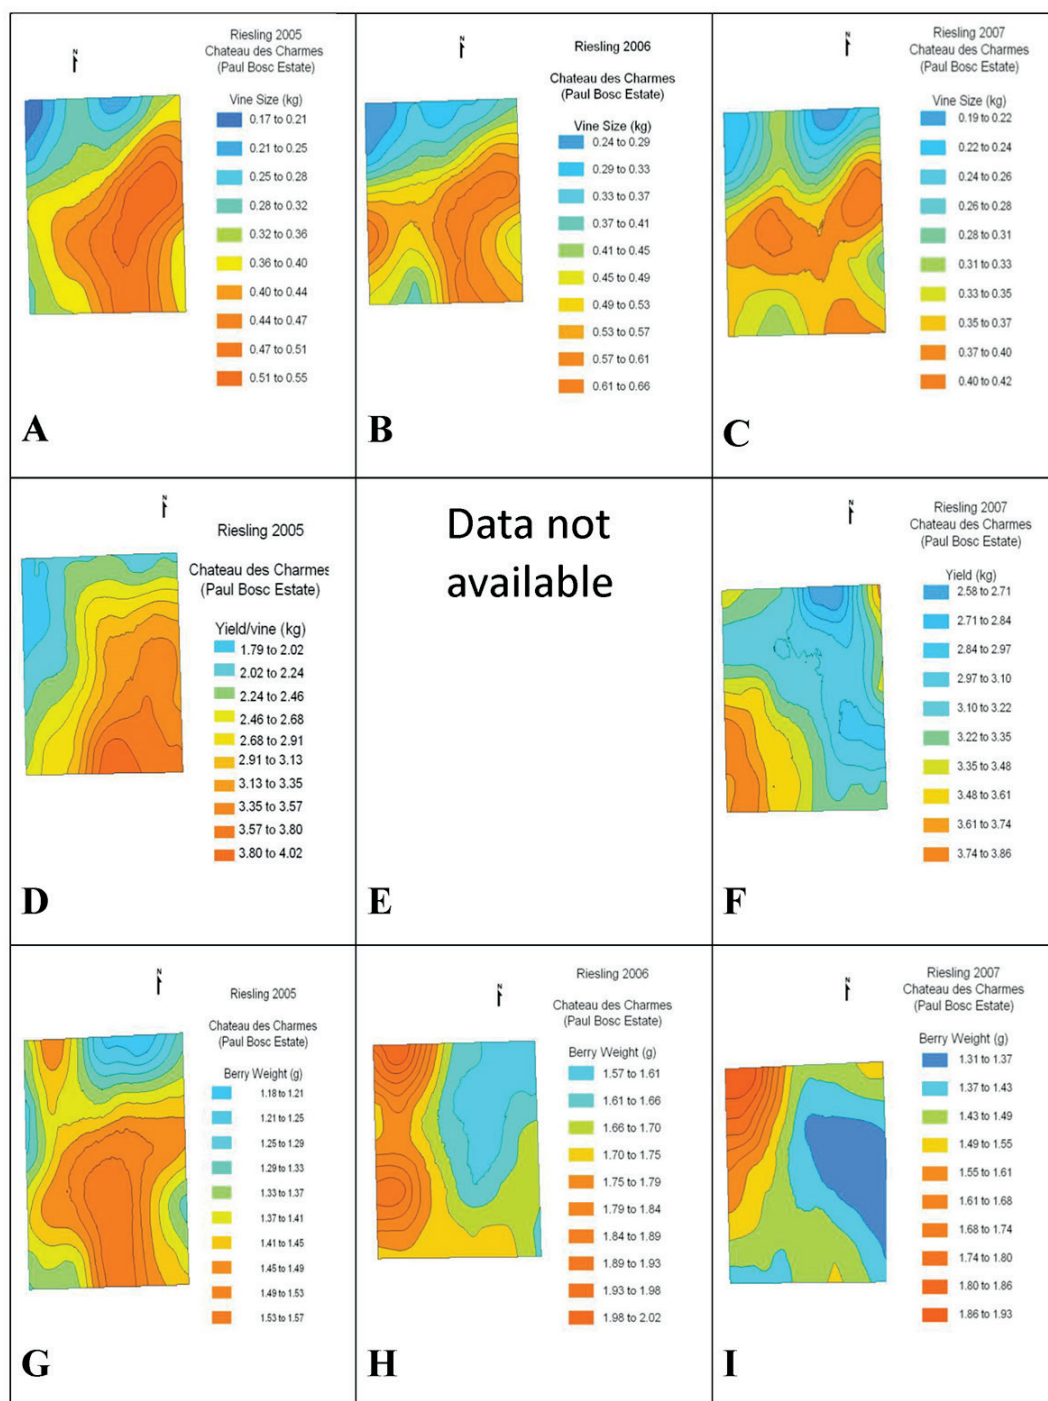 N
Riesling 2005
Chateau des Charmes
(Paul Bosc Estate)
Vine Size (kg)
0.17 to 0.21
0.21 to 0.25
0.25 to 0.28
0.28 to 0.32
0.32 to 0.36
0.36 to 0.40
0.40 to 0.44
0.44 to 0.47
0.47 to 0.51
0.51 to 0.55
A
N
Riesling 2006
Chateau des Charmes
(Paul Bosc Estate)
Vine Size (kg)
0.24 to 0.29
0.29 to 0.33
0.33 to 0.37
0.37 to 0.41
0.41 to 0.45
0.45 to 0.49
0.49 to 0.53
0.53 to 0.57
0.57 to 0.61
0.61 to 0.66
B
N
Riesling 2007
Chateau des Charmes
(Paul Bosc Estate)
Vine Size (kg)
0.19 to 0.22
0.22 to 0.24
0.24 to 0.26
0.26 to 0.28
0.28 to 0.31
0.31 to 0.33
0.33 to 0.35
0.35 to 0.37
0.37 to 0.40
0.40 to 0.42
C
N
Riesling 2005
Chateau des Charmes
(Paul Bosc Estate)
Yield/vine (kg)
1.79 to 2.02
2.02 to 2.24
2.24 to 2.46
2.46 to 2.68
2.68 to 2.91
2.91 to 3.13
3.13 to 3.35
3.35 to 3.57
3.57 to 3.80
3.80 to 4.02
D
Data not
available
E
N
Riesling 2007
Chateau des Charmes
(Paul Bosc Estate)
Yield (kg)
2.58 to 2.71
2.71 to 2.84
2.84 to 2.97
2.97 to 3.10
3.10 to 3.22
3.22 to 3.35
3.35 to 3.48
3.48 to 3.61
3.61 to 3.74
3.74 to 3.86
F
N
Riesling 2005
Chateau des Charmes
(Paul Bosc Estate)
Berry Weight (g)
1.18 to 1.21
1.21 to 1.25
1.25 to 1.29
1.29 to 1.33
1.33 to 1.37
1.37 to 1.41
1.41 to 1.45
1.45 to 1.49
1.49 to 1.53
1.53 to 1.57
G
N
Riesling 2006
Chateau des Charmes
(Paul Bosc Estate)
Berry Weight (g)
1.57 to 1.61
1.61 to 1.66
1.66 to 1.70
1.70 to 1.75
1.75 to 1.79
1.79 to 1.84
1.84 to 1.89
1.89 to 1.93
1.93 to 1.98
1.98 to 2.02
H
N
Riesling 2007
Chateau des Charmes
(Paul Bosc Estate)
Berry Weight (g)
1.31 to 1.37
1.37 to 1.43
1.43 to 1.49
1.49 to 1.55
1.55 to 1.61
1.61 to 1.68
1.68 to 1.74
1.74 to 1.80
1.80 to 1.86
1.86 to 1.93
I